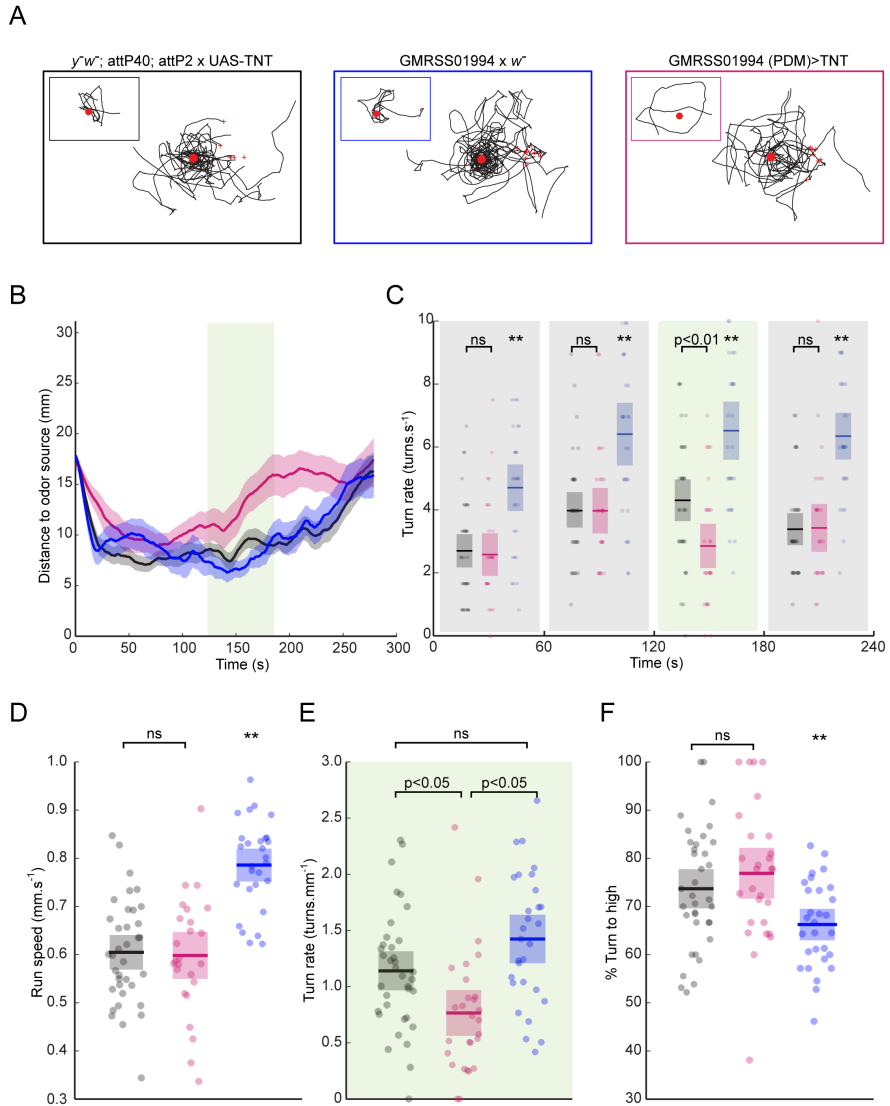 A
y-w-; attP40; attP2 x UAS-TNT
GMRSS01994 x w-
GMRSS01994 (PDM)>TNT
B
Distance to odor source (mm)
30
25
20
15
10
5
0
0
50
100
150
200
250
300
Time (s)
C
Turn rate (turns.s-1)
10
8
6
4
2
0
ns
**
ns
**
p<0.01
**
ns
**
0
60
120
180
240
Time (s)
D
Run speed (mm.s-1)
1.0
0.9
0.8
0.7
0.6
0.5
0.4
0.3
ns
**
E
Turn rate (turns.mm-1)
3.0
2.5
2.0
1.5
1.0
0.5
0
ns
p<0.05
p<0.05
F
% Turn to high
100
90
80
70
60
50
40
30
ns
**